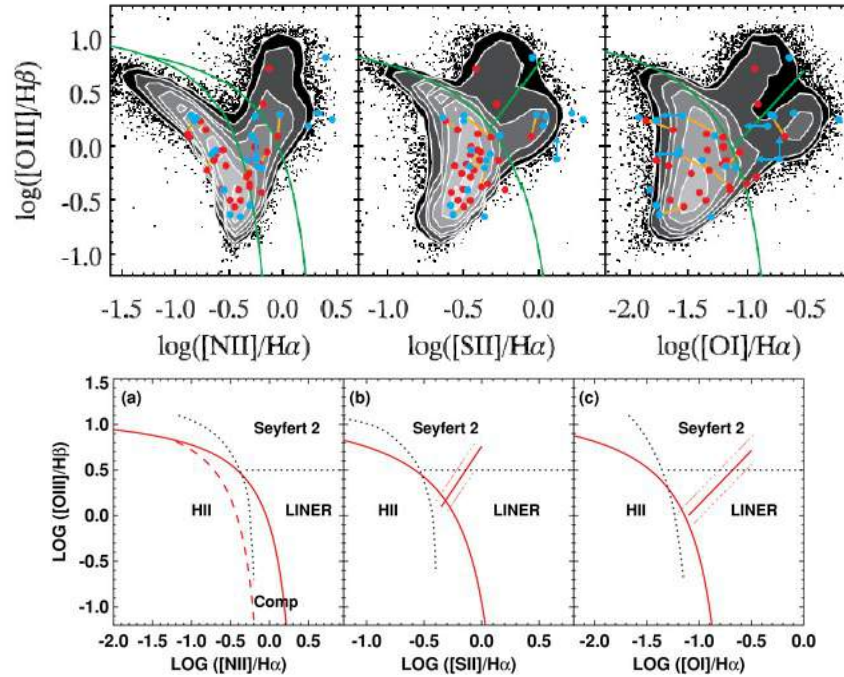 log([OIII]/Hβ)
1.0
0.5
0.0
-0.5
-1.0
-1.5 -1.0 -0.5 0.0 0.5
-1.0 -0.5 0.0
-2.0 -1.5 -1.0 -0.5
log([NII]/Hα)
log([SII]/Hα)
log([OI]/Hα)
LOG ([OIII]/Hβ)
1.5
1.0
0.5
0.0
-0.5
-1.0
(a)
Seyfert 2
HII
LINER
Comp
(b)
Seyfert 2
HII
LINER
(c)
Seyfert 2
HII
LINER
-2.0 -1.5 -1.0 -0.5 0.0 0.5
-1.0 -0.5 0.0 0.5
-2.0 -1.5 -1.0 -0.5 0.0
LOG ([NII]/Hα)
LOG ([SII]/Hα)
LOG ([OI]/Hα)